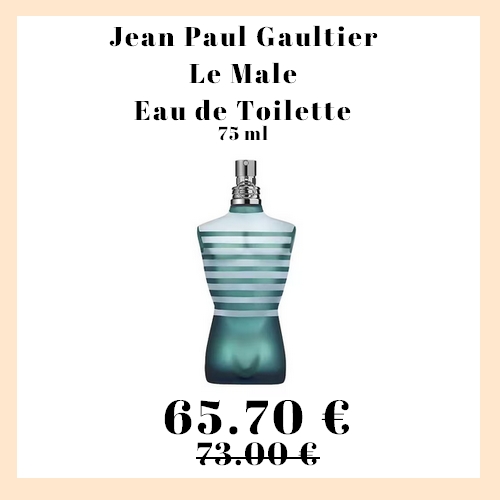 Jean Paul Gaultier
Le Male
Eau de Toilette
75 ml
65.70 €
73.00 €